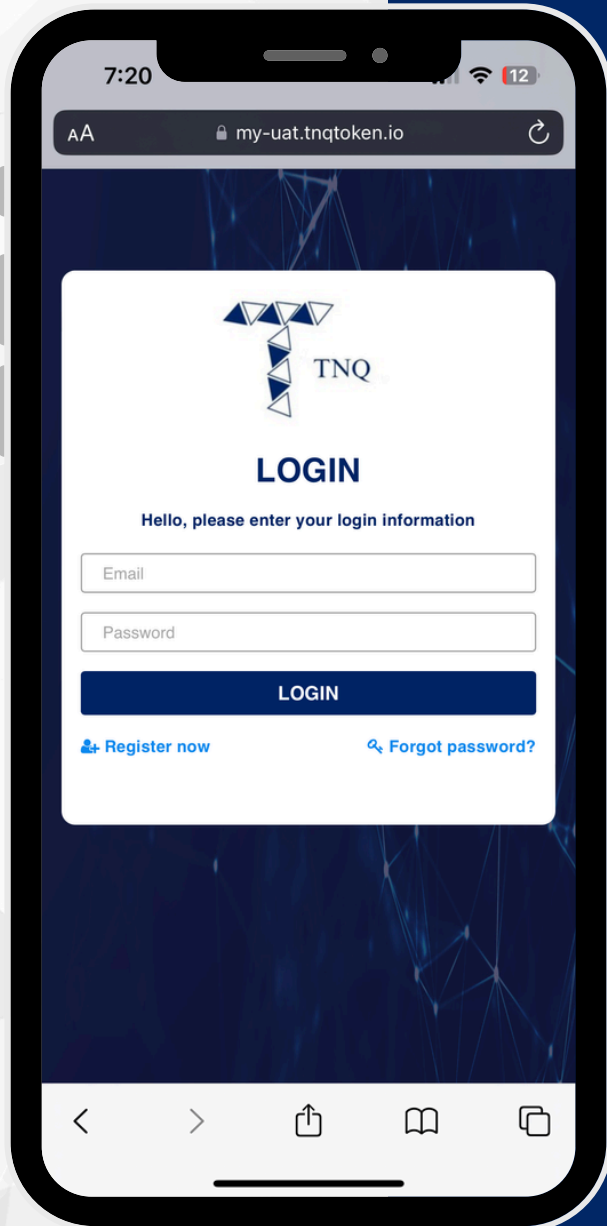 7:20
12
AA my-uat.tnqtoken.io
TNQ
LOGIN
Hello, please enter your login information
Email
Password
LOGIN
Register now Forgot password?